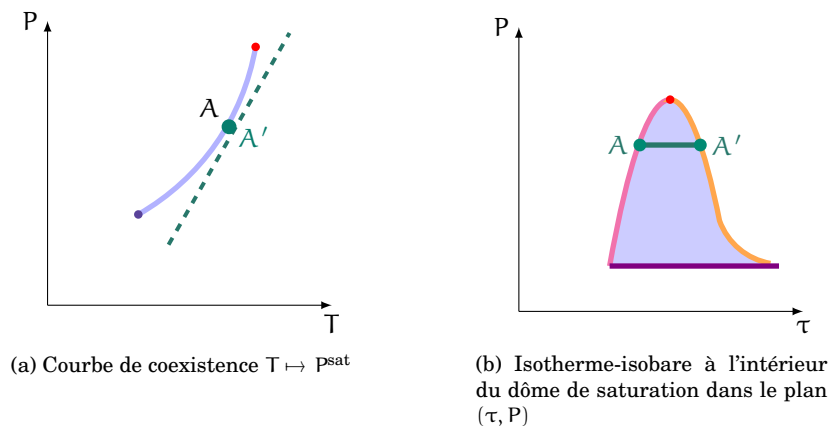 P
A
A′
T
(a) Courbe de coexistence T ↦ P^sat
P
A A′
τ
(b) Isotherme-isobare à l'intérieur
du dôme de saturation dans le plan
(τ, P)